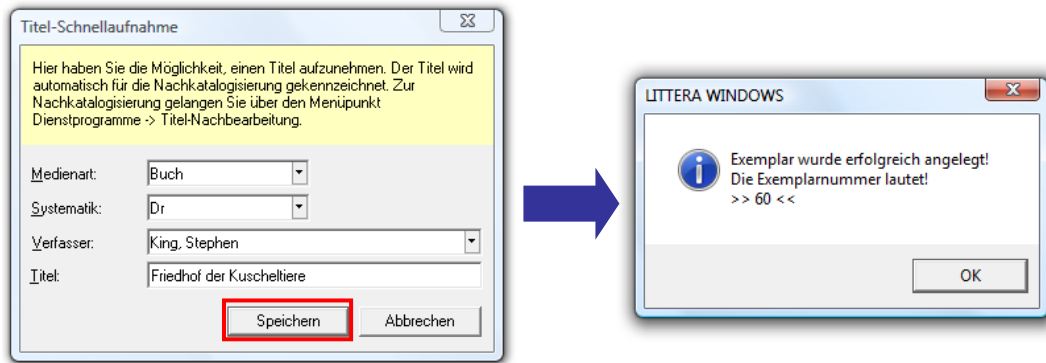 Titel-Schnellaufnahme
Hier haben Sie die Möglichkeit, einen Titel aufzunehmen. Der Titel wird
automatisch für die Nachkatalogisierung gekennzeichnet. Zur
Nachkatalogisierung gelangen Sie über den Menüpunkt
Dienstprogramme -> Titel-Nachbearbeitung.
Medienart: Buch
Systematik: Dr
Verfasser: King, Stephen
Titel: Friedhof der Kuscheltiere
Speichern Abbrechen
LITTERA WINDOWS
Exemplar wurde erfolgreich angelegt!
Die Exemplarnummer lautet!
>> 60 <<
OK